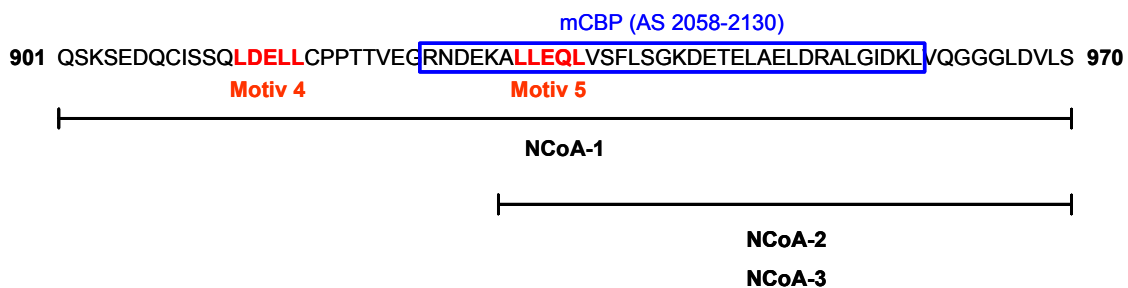 mCBP (AS 2058-2130)
901 QSKSEDQCISSQLDELLCPPTTVEGRNDEKALLEQLVSFLSGKDETELAELDRALGIDKLVQGGGLDVLS 970
Motiv 4 Motiv 5
NCoA-1
NCoA-2
NCoA-3